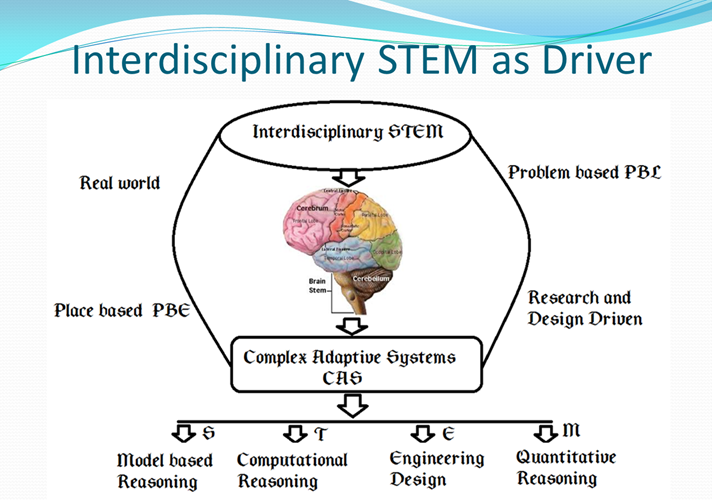 Interdisciplinary STEM as Driver
Interdisciplinary STEM
Real world
Problem based PBL
Cerebrum
Brain
Stem
Cerebellum
Place based PBE
Research and
Design Driven
Complex Adaptive Systems
CAS
S
T
E
M
Model based
Reasoning
Computational
Reasoning
Engineering
Design
Quantitative
Reasoning